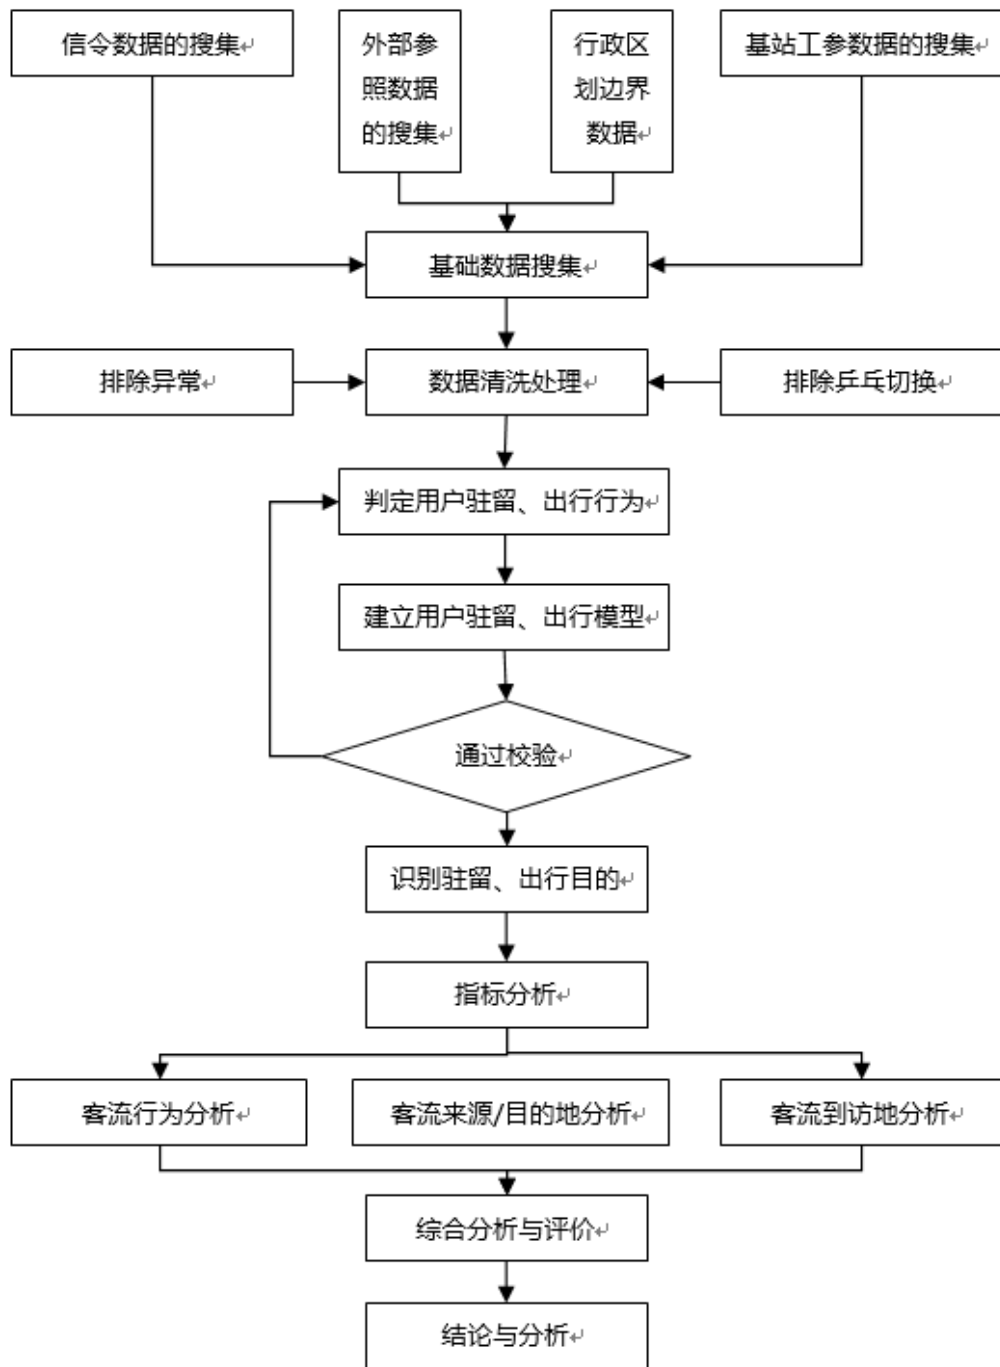 信令数据的搜集↵
外部参
照数据
的搜集↵
行政区
划边界
数据↵
基站工参数据的搜集↵
基础数据搜集↵
排除异常↵
数据清洗处理↵
排除乒乓切换↵
判定用户驻留、出行行为↵
建立用户驻留、出行模型↵
通过校验↵
识别驻留、出行目的↵
指标分析↵
客流行为分析↵
客流来源/目的地分析↵
客流到访地分析↵
综合分析与评价↵
结论与分析↵